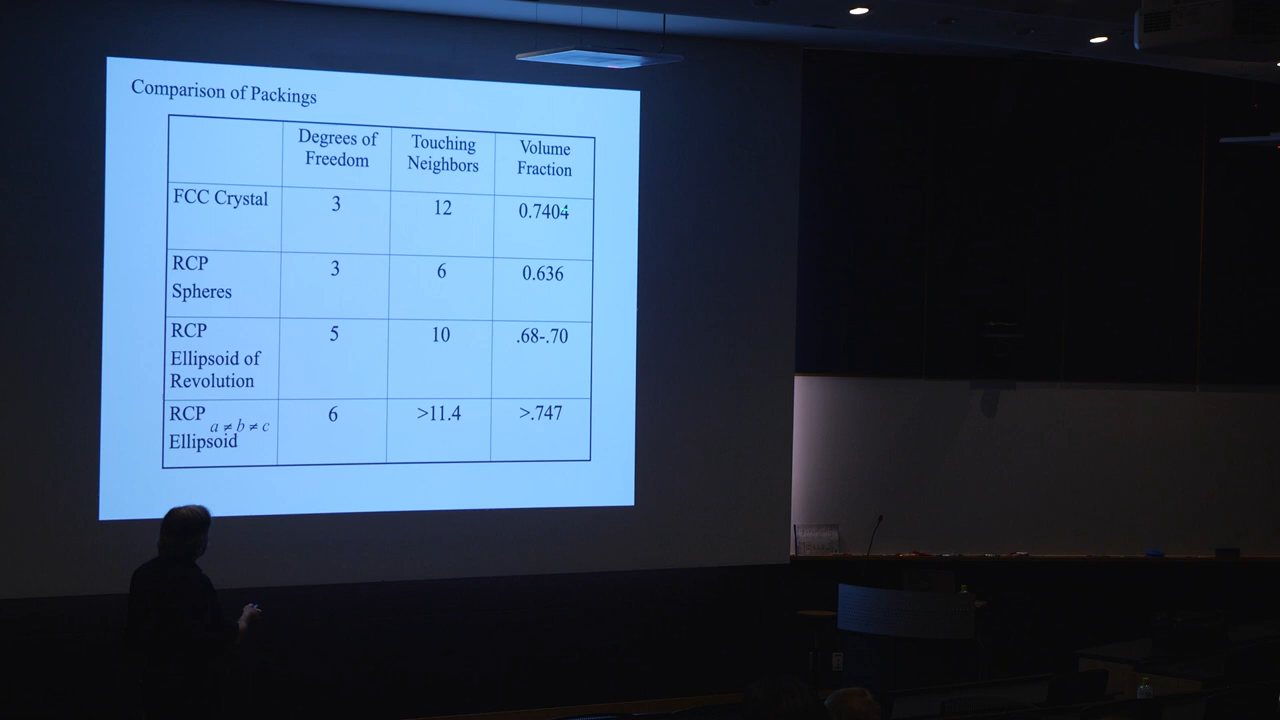 Comparison of Packings
Degrees of
Freedom
Touching
Neighbors
Volume
Fraction
FCC Crystal
3
12
0.7404
RCP
Spheres
3
6
0.636
RCP
Ellipsoid of
Revolution
5
10
.68-.70
RCP
a ≠ b ≠ c
Ellipsoid
6
>11.4
>.747